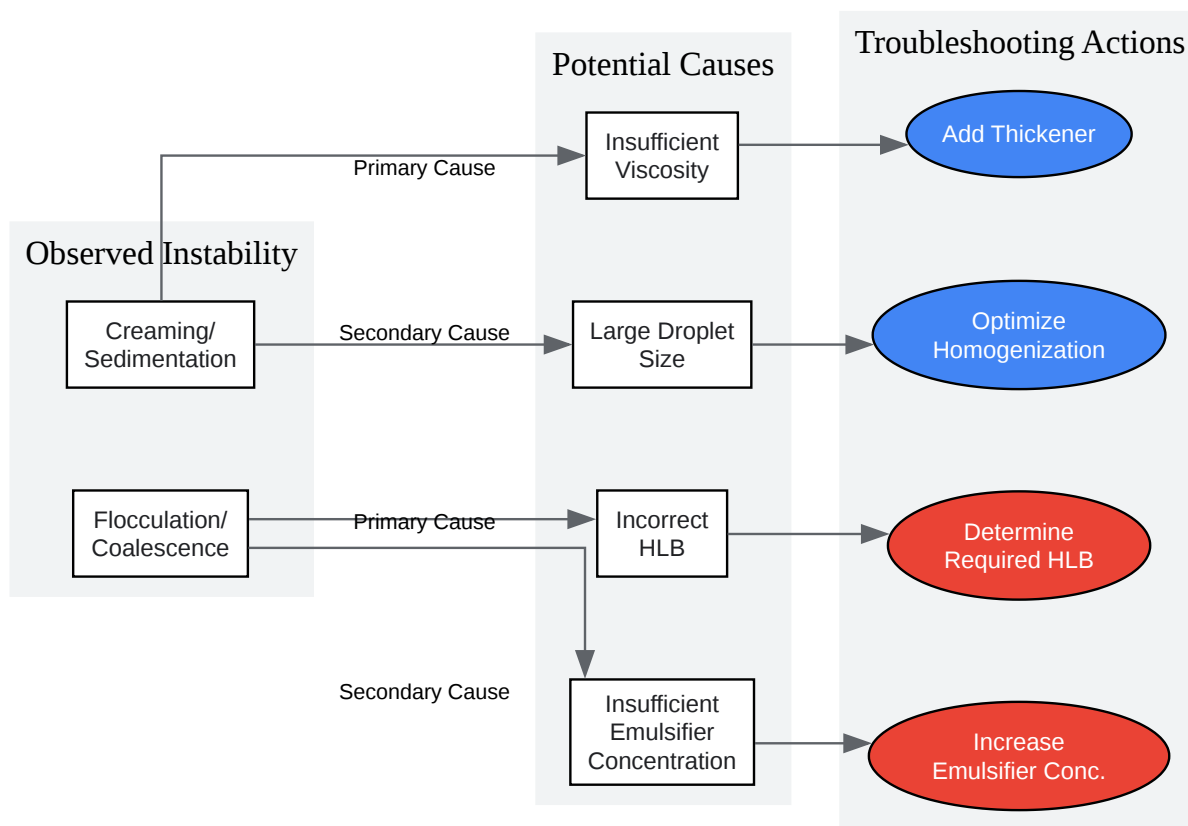 Troubleshooting Actions
Potential Causes
Observed Instability
Add Thickener
Insufficient
Viscosity
Primary Cause
Creaming/
Sedimentation
Secondary Cause
Large Droplet
Size
Optimize
Homogenization
Flocculation/
Coalescence
Primary Cause
Incorrect
HLB
Determine
Required HLB
Secondary Cause
Insufficient
Emulsifier
Concentration
Increase
Emulsifier Conc.